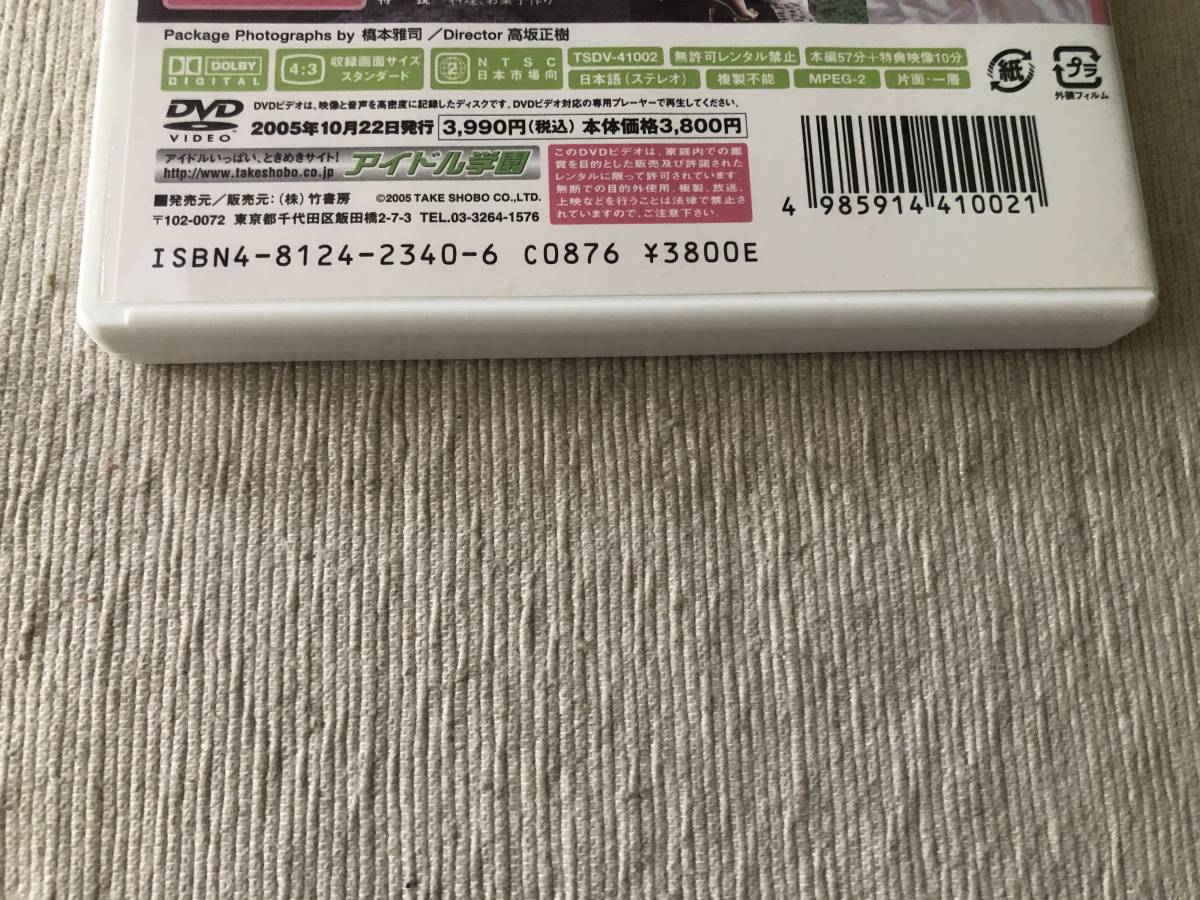 特 技 料理、お菓子作り
Package Photographs by 橋本雅司／Director 高坂正樹
DOLBY
DIGITAL
4:3
収録画面サイズ
スタンダード
2
NTSC
日本市場向
TSDV-41002
無許可レンタル禁止
本編57分＋特典映像10分
日本語（ステレオ）
複製不能
MPEG-2
片面・一層
紙
プラ
外装フィルム
DVD
VIDEO
DVDビデオは、映像と音声を高密度に記録したディスクです。DVDビデオ対応の専用プレーヤーで再生してください。
2005年10月22日発行 3,990円（税込） 本体価格3,800円
アイドルいっぱい、ときめきサイト！
http://www.takeshobo.co.jp
アイドル学園
©2005 TAKE SHOBO CO.,LTD.
■発売元／販売元：（株）竹書房
〒102-0072 東京都千代田区飯田橋2-7-3 TEL.03-3264-1576
このDVDビデオは、家庭内での鑑
賞を目的とした販売及び許諾された
レンタルに限って許可されています。
無断での目的外使用、複製、放送、
上映などを行うことは法律で禁止さ
れていますので、ご注意下さい。
4 985914 410021
ISBN4-8124-2340-6 C0876 ¥3800E